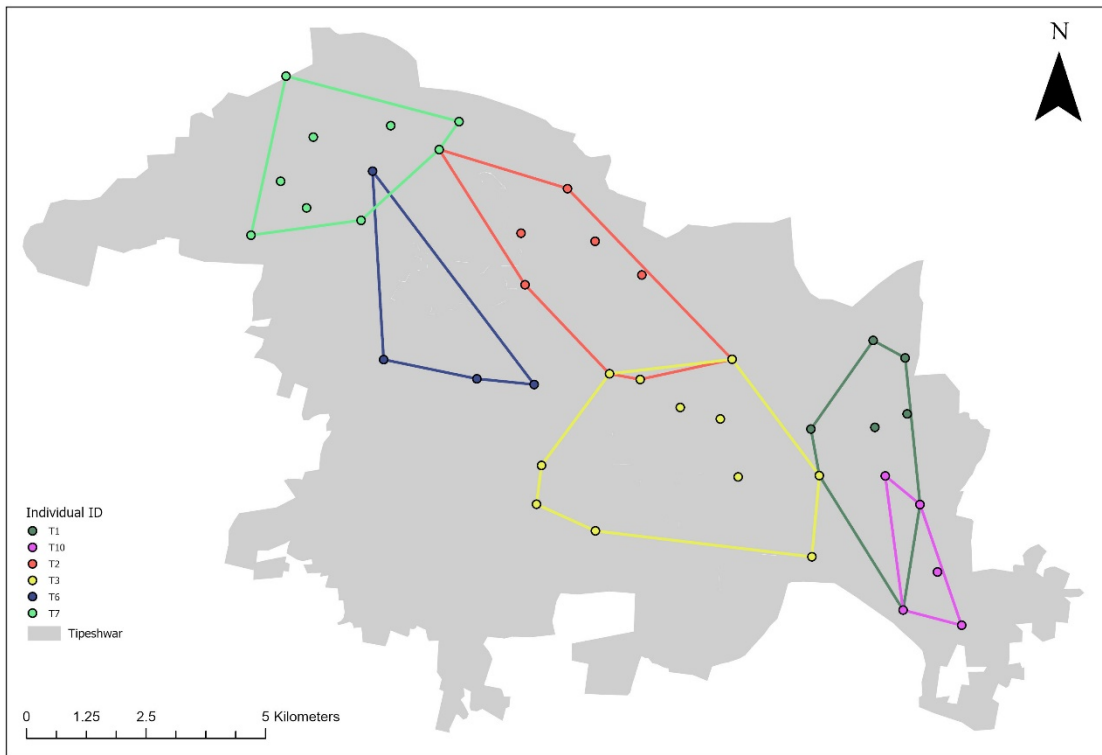 N
Individual ID
T1
T10
T2
T3
T6
T7
Tipeshwar
0 1.25 2.5 5 Kilometers